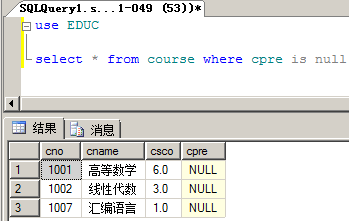 SQLQuery1.s...1-049 (53))*
use EDUC
select * from course where cpre is null
结果 消息
cno cname csco cpre
1 1001 高等数学 6.0 NULL
2 1002 线性代数 3.0 NULL
3 1007 汇编语言 1.0 NULL